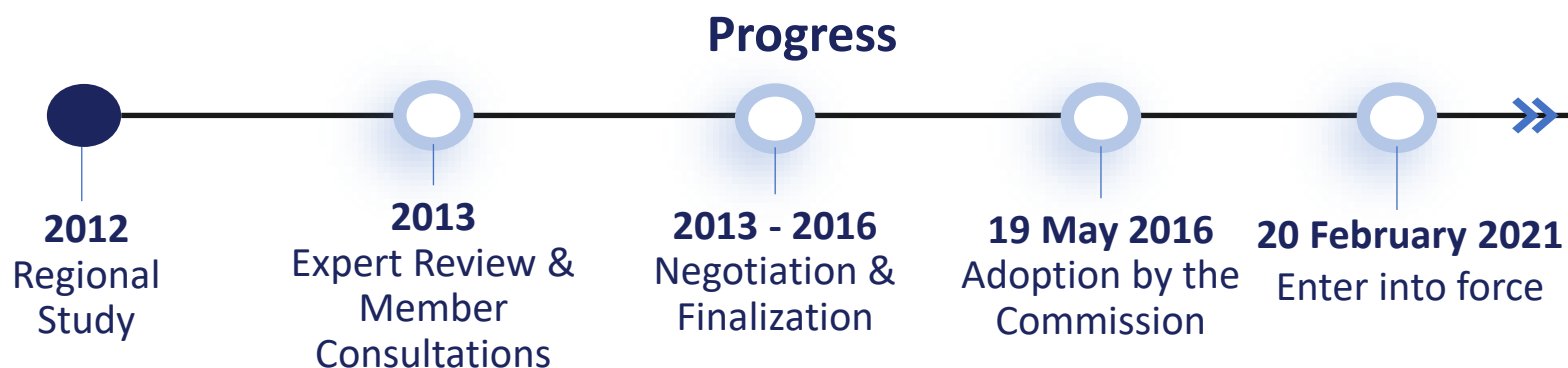 Progress
2012
Regional
Study
2013
Expert Review &
Member
Consultations
2013 - 2016
Negotiation &
Finalization
19 May 2016
Adoption by the
Commission
20 February 2021
Enter into force